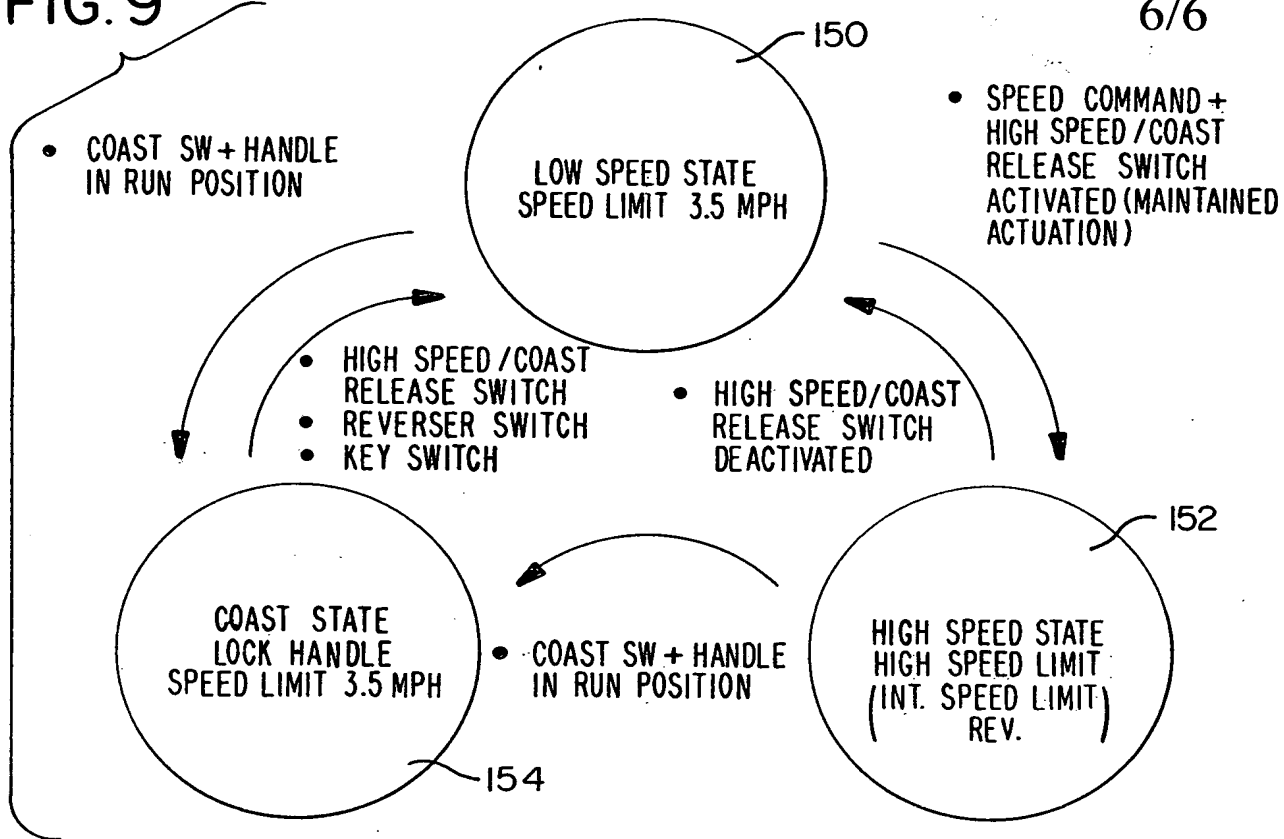 FIG. 9
6/6
150
• COAST SW + HANDLE
IN RUN POSITION
LOW SPEED STATE
SPEED LIMIT 3.5 MPH
• SPEED COMMAND +
HIGH SPEED / COAST
RELEASE SWITCH
ACTIVATED (MAINTAINED
ACTUATION)
• HIGH SPEED / COAST
RELEASE SWITCH
• REVERSER SWITCH
• KEY SWITCH
• HIGH SPEED/COAST
RELEASE SWITCH
DEACTIVATED
152
COAST STATE
LOCK HANDLE
SPEED LIMIT 3.5 MPH
• COAST SW + HANDLE
IN RUN POSITION
HIGH SPEED STATE
HIGH SPEED LIMIT
(INT. SPEED LIMIT
REV.)
154